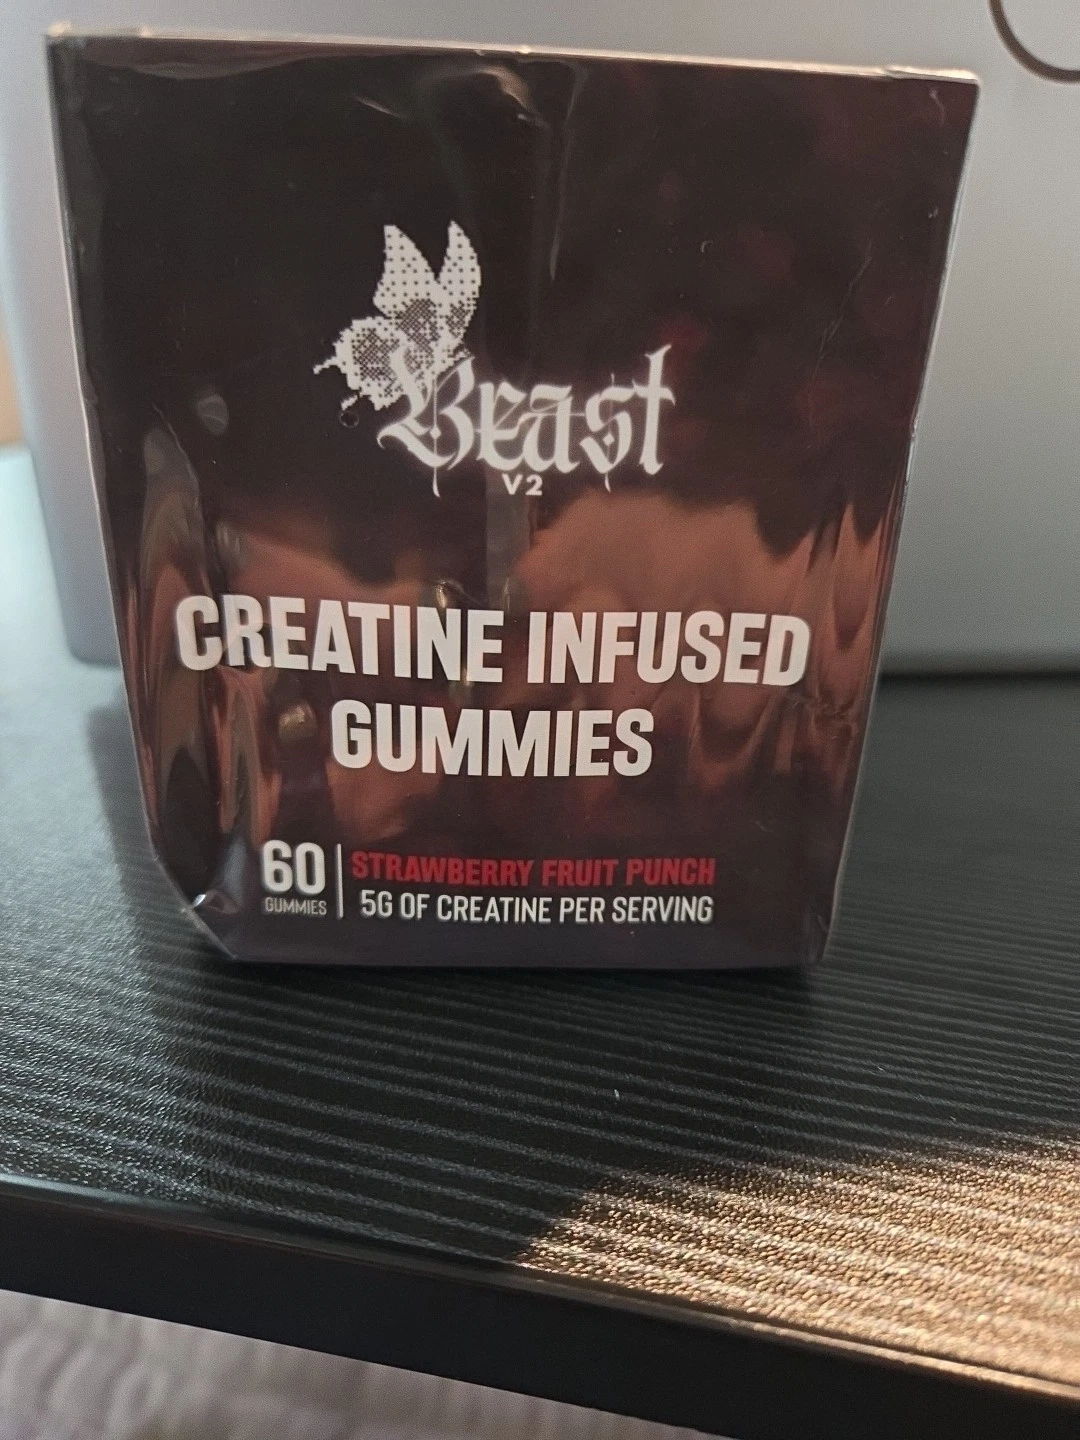 Beast
V2
CREATINE INFUSED
GUMMIES
60
GUMMIES
STRAWBERRY FRUIT PUNCH
5G OF CREATINE PER SERVING